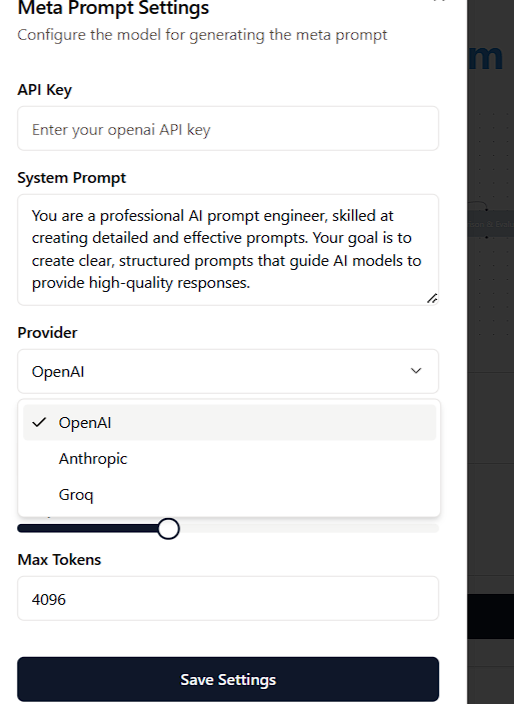 Meta Prompt Settings
Configure the model for generating the meta prompt
m
API Key
Enter your openai API key
System Prompt
You are a professional AI prompt engineer, skilled at
creating detailed and effective prompts. Your goal is to
create clear, structured prompts that guide AI models to
provide high-quality responses.
Provider
OpenAI
OpenAI
Anthropic
Groq
Max Tokens
4096
Save Settings